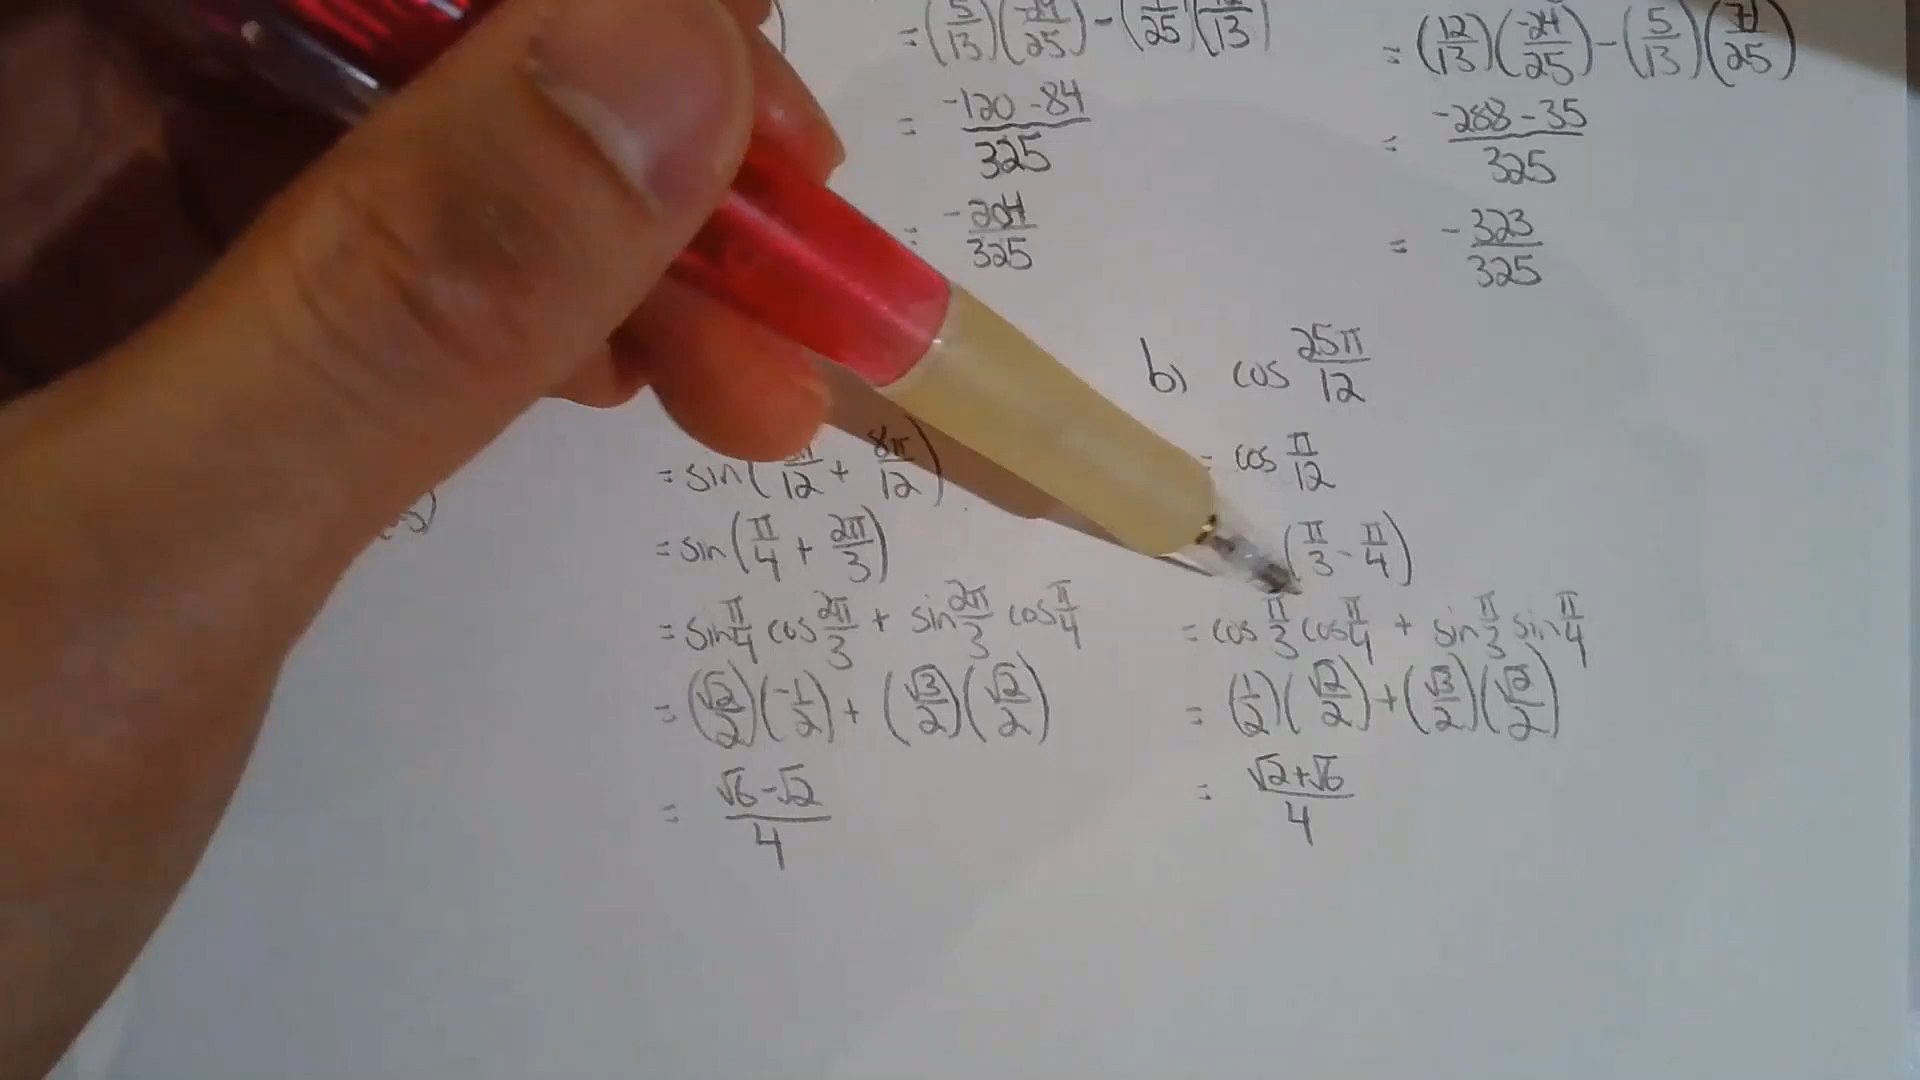 = (5/13)(-24/25) - (7/25)(12/13)
= (-120 - 84)/325
= -204/325
= (12/13)(-24/25) - (5/13)(7/25)
= (-288 - 35)/325
= -323/325
= sin( π/12 + 8π/12)
= sin(π/4 + 2π/3)
= sin π/4 cos 2π/3 + sin 2π/3 cos π/4
= (√2/2)(-1/2) + (√3/2)(√2/2)
= (√6 - √2)/4
b) cos 25π/12
= cos π/12
(π/3 - π/4)
= cos π/3 cos π/4 + sin π/3 sin π/4
= (1/2)(√2/2) + (√3/2)(√2/2)
= (√2 + √6)/4